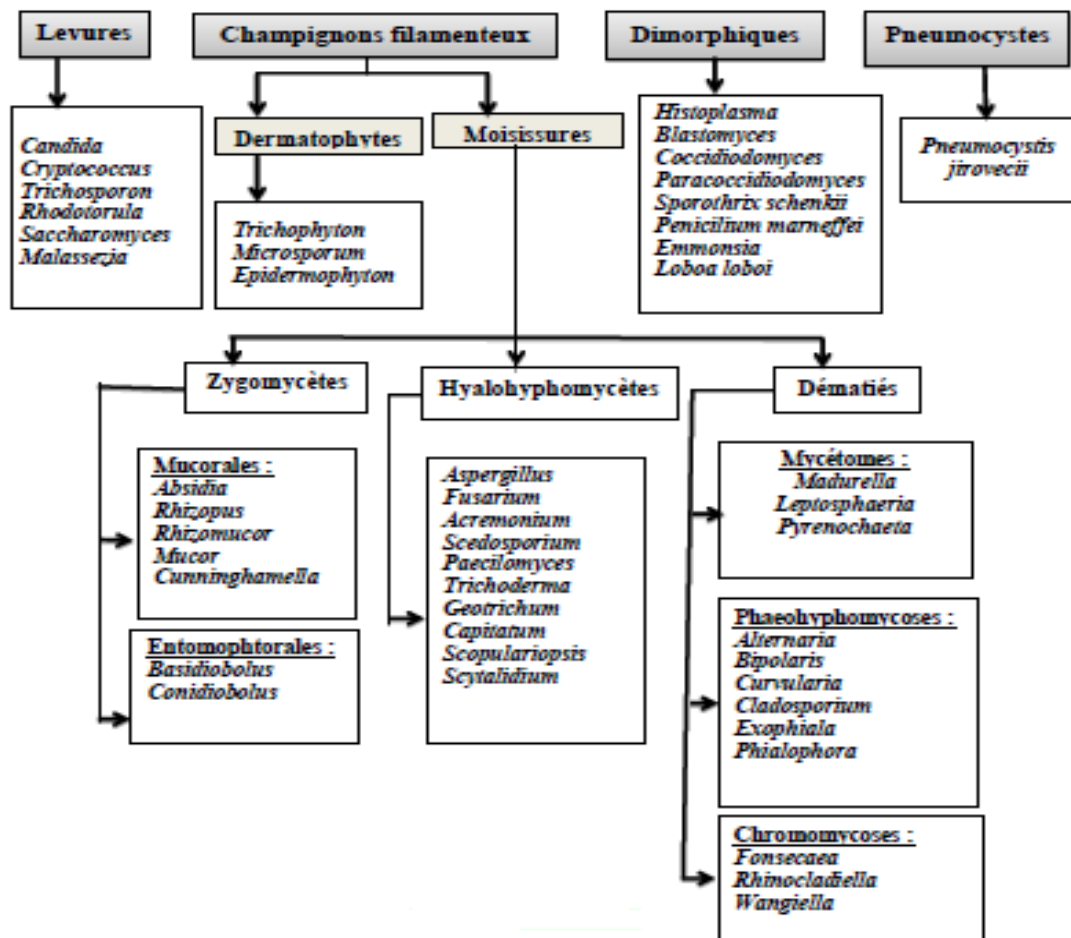 Levures
Champignons filamenteux
Dimorphiques
Pneumocystes
Candida
Cryptococcus
Trichosporon
Rhodotorula
Saccharomyces
Malassezia
Dermatophytes
Moisissures
Trichophyton
Microsporum
Epidermophyton
Histoplasma
Blastomyces
Coccidiodomyces
Paracoccidiodomyces
Sporothrix schenkii
Penicilium marneffei
Emmonsia
Loboa loboi
Pneumocystis
jirovecii
Zygomycètes
Hyalohyphomycètes
Dématiés
Mucorales :
Absidia
Rhizopus
Rhizomucor
Mucor
Cunninghamella
Entomophtorales :
Basidiobolus
Conidiobolus
Aspergillus
Fusarium
Acremonium
Scedosporium
Paecilomyces
Trichoderma
Geotrichum
Capitatum
Scopulariopsis
Scytalidium
Mycétomes :
Madurella
Leptosphaeria
Pyrenochaeta
Phaeohyphomycoses :
Alternaria
Bipolaris
Curvularia
Cladosporium
Exophiala
Phialophora
Chromomycoses :
Fonsecaea
Rhinocladiella
Wangiella